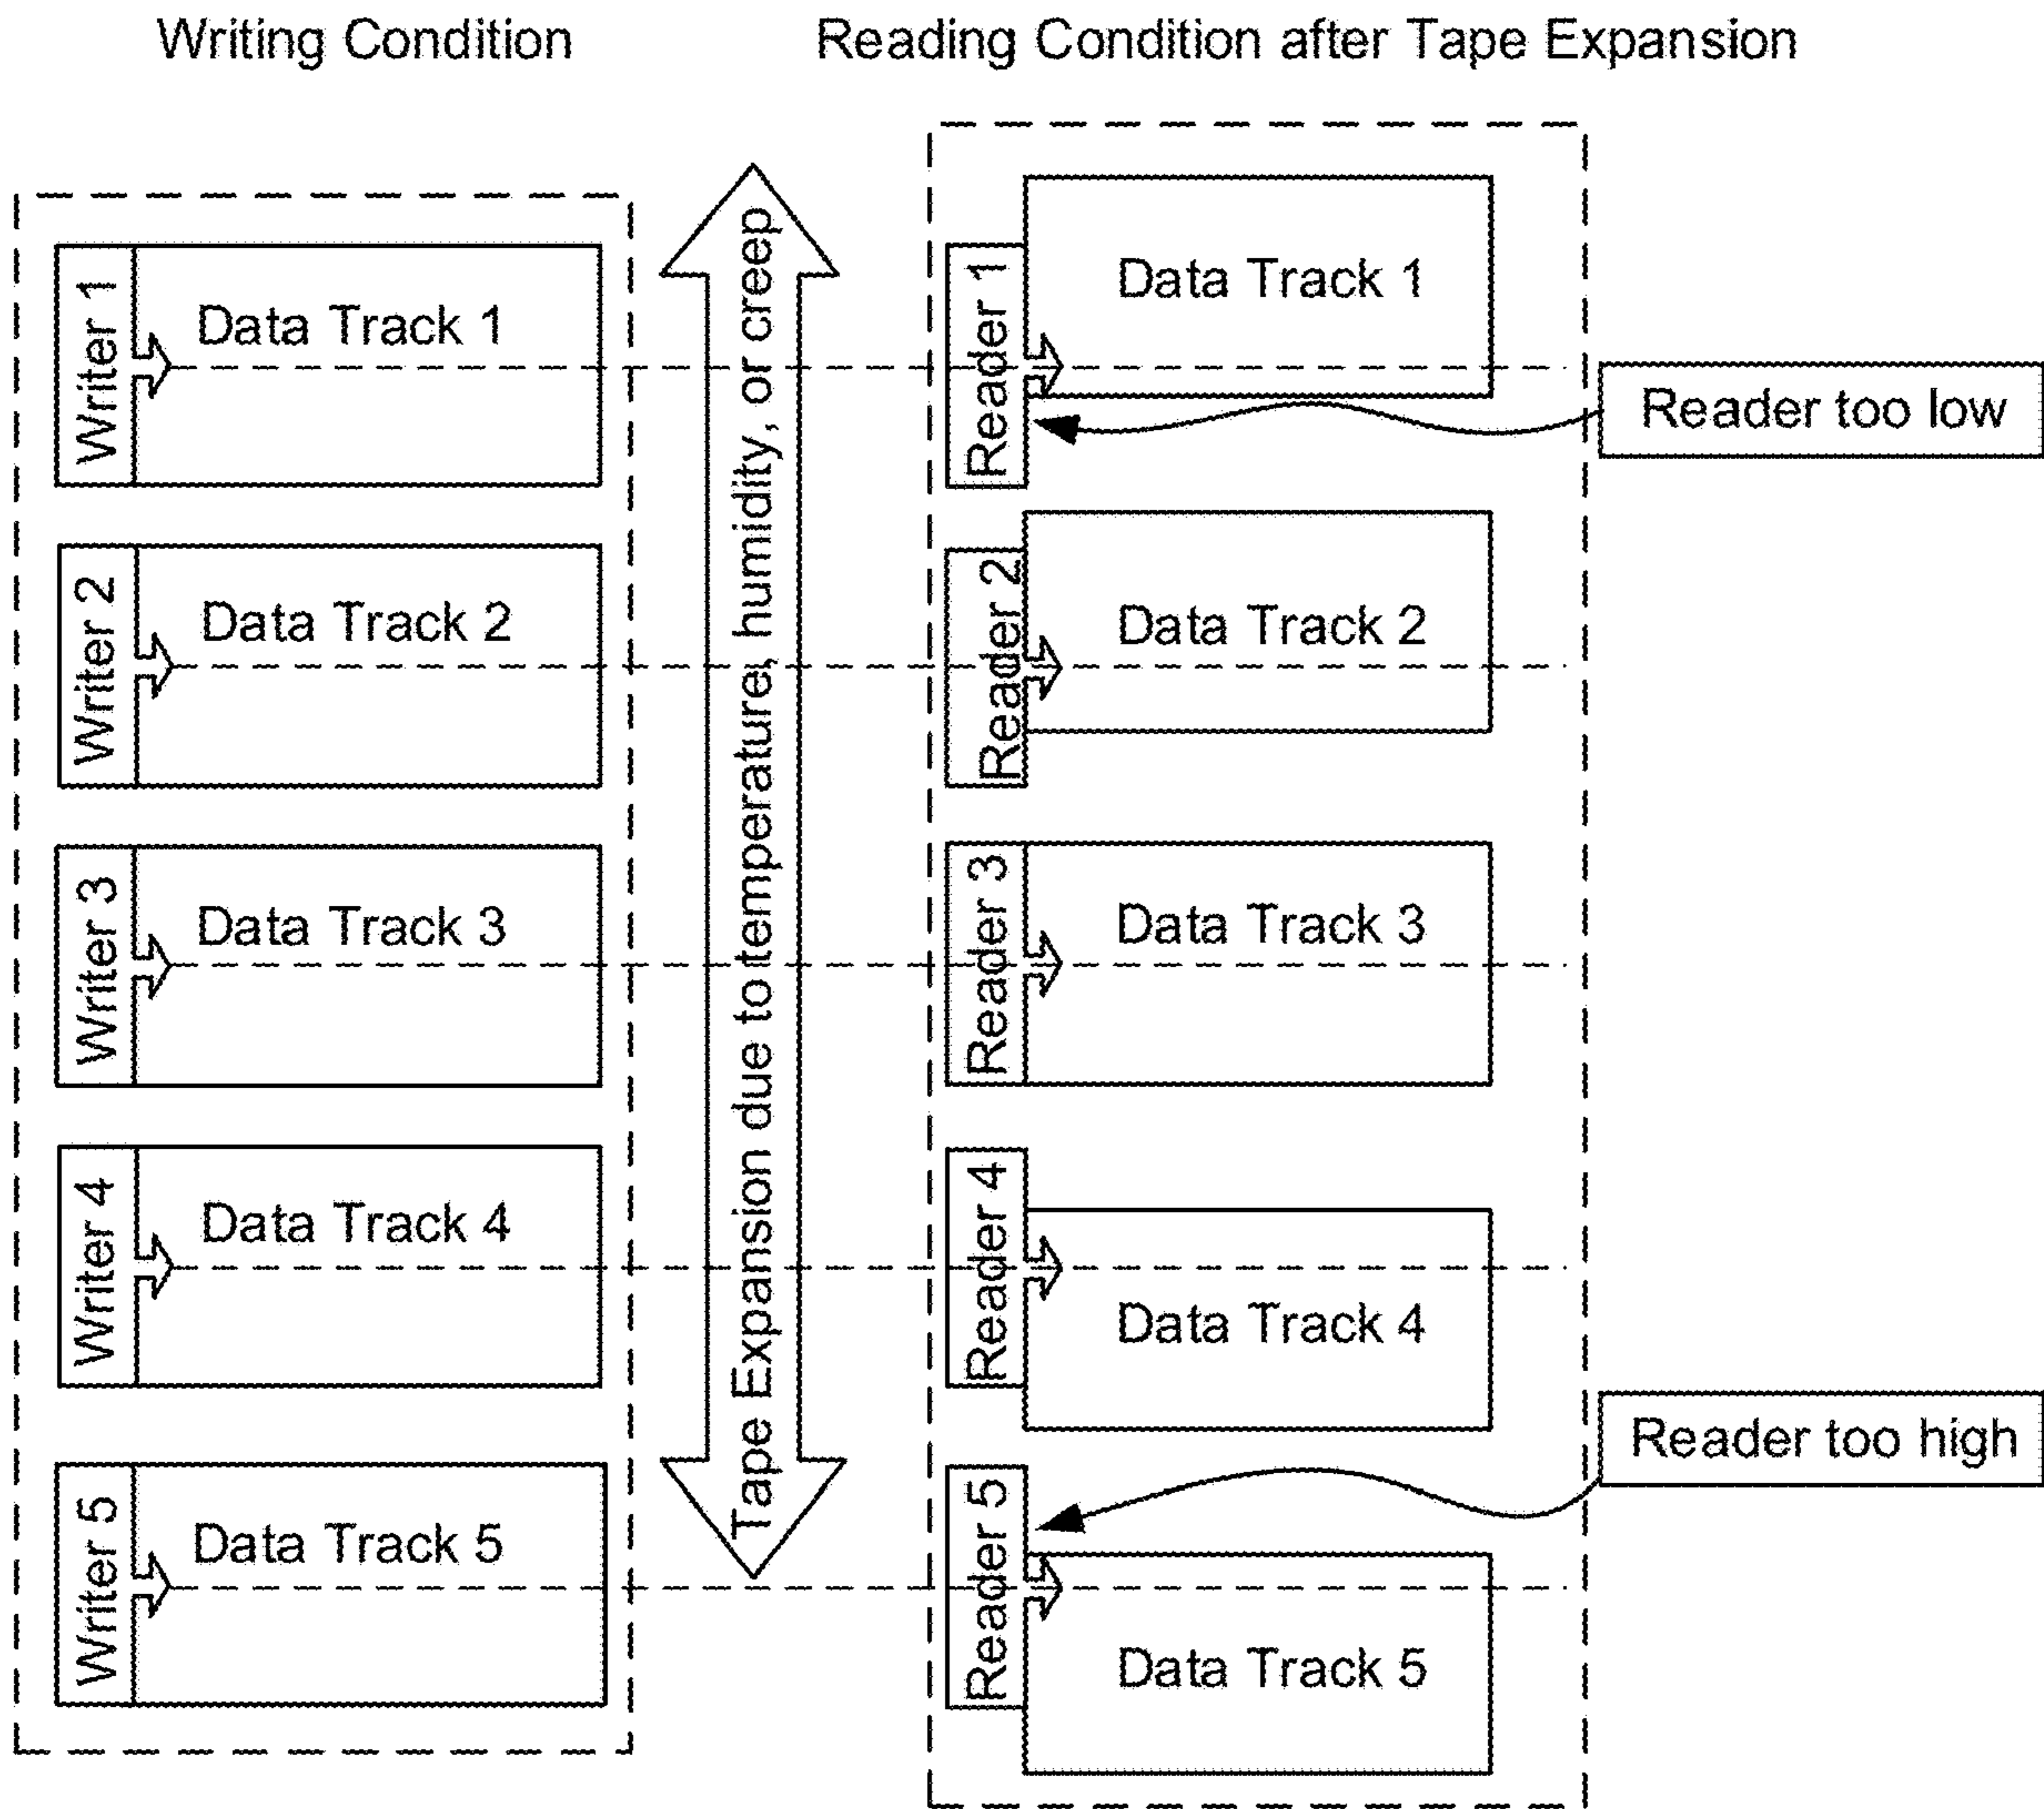 Writing Condition
Reading Condition after Tape Expansion
Writer 1
Data Track 1
Writer 2
Data Track 2
Writer 3
Data Track 3
Writer 4
Data Track 4
Writer 5
Data Track 5
Tape Expansion due to temperature, humidity, or creep
Reader 1
Data Track 1
Reader too low
Reader 2
Data Track 2
Reader 3
Data Track 3
Reader 4
Data Track 4
Reader too high
Reader 5
Data Track 5